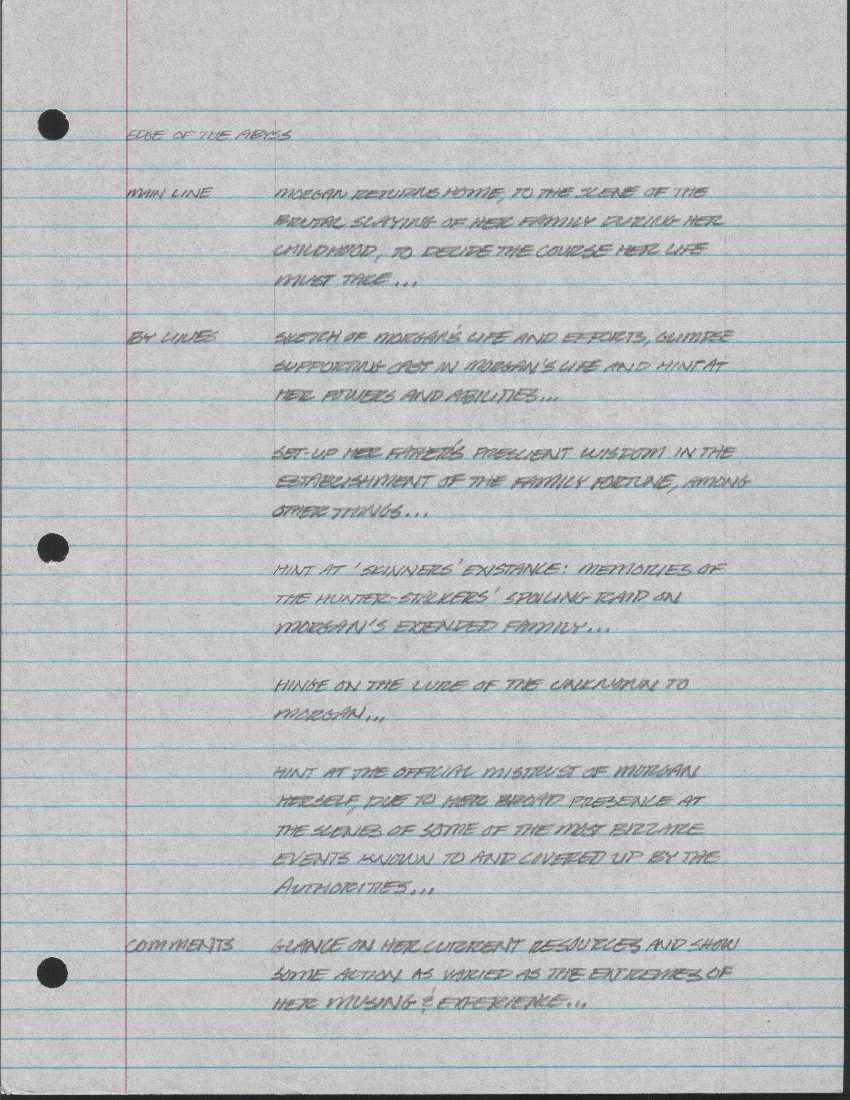 EDGE OF THE ABYSS
MAIN LINE MORGAN RETURNS HOME, TO THE SCENE OF THE
BRUTAL SLAYING OF HER FAMILY DURING HER
CHILDHOOD, TO DECIDE THE COURSE HER LIFE
MUST TAKE...
BY LINES SKETCH OF MORGAN'S LIFE AND EFFORTS, GLIMPSE
SUPPORTING CAST IN MORGAN'S LIFE AND HINT AT
HER POWERS AND ABILITIES...
SET-UP HER FATHER'S PRESCIENT WISDOM IN THE
ESTABLISHMENT OF THE FAMILY FORTUNE, AMONG
OTHER THINGS...
HINT AT 'SKINNERS' EXISTANCE: MEMORIES OF
THE HUNTER-STALKERS' SPOILING RAID ON
MORGAN'S EXTENDED FAMILY...
HINGE ON THE LURE OF THE UNKNOWN TO
MORGAN...
HINT AT THE OFFICIAL MISTRUST OF MORGAN
HERSELF, DUE TO HER BROAD PRESENCE AT
THE SCENES OF SOME OF THE MOST BIZZARE
EVENTS KNOWN TO AND COVERED UP BY THE
AUTHORITIES...
COMMENTS GLANCE ON HER CURRENT RESOURCES AND SHOW
SOME ACTION AS VARIED AS THE EXTREMES OF
HER MUSING & EXPERIENCE...